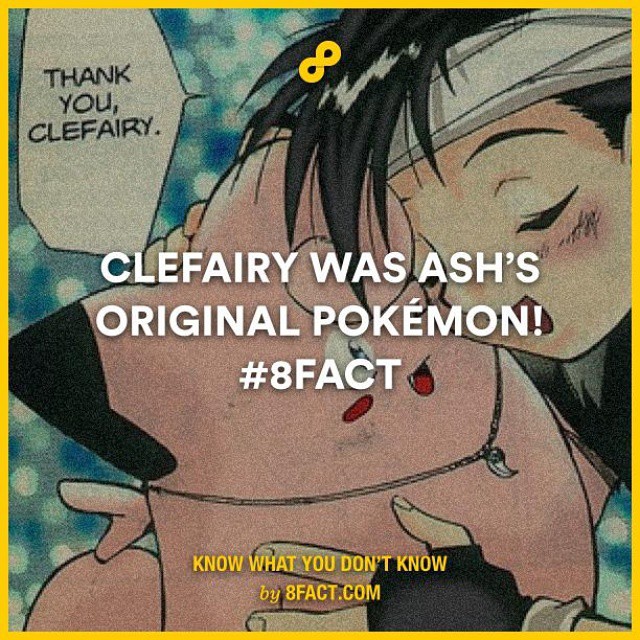 THANK
YOU,
CLEFAIRY.
CLEFAIRY WAS ASH’S
ORIGINAL POKÉMON!
#8FACT
KNOW WHAT YOU DON’T KNOW
by 8FACT.COM